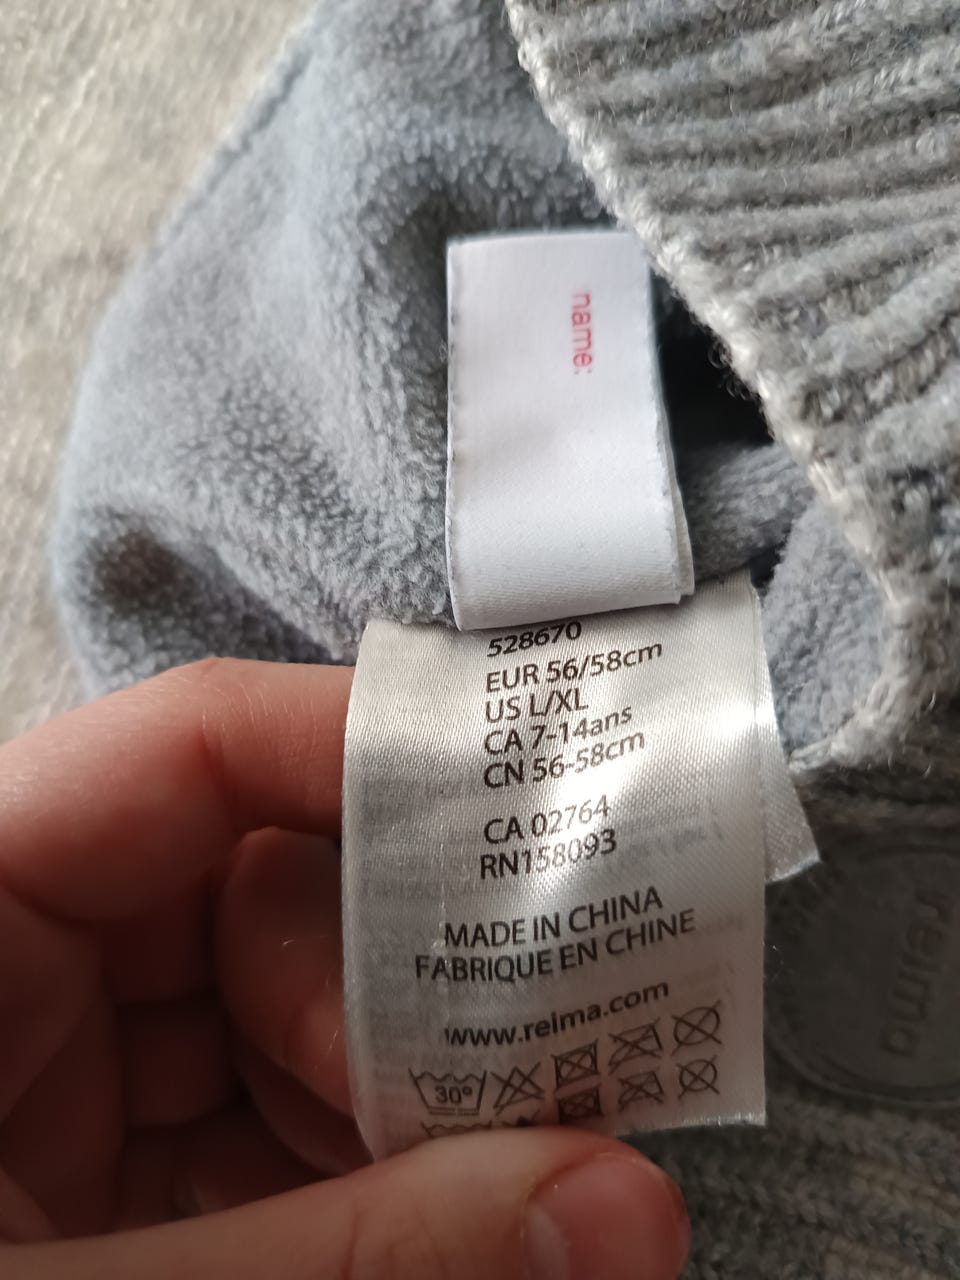 name:
528670
EUR 56/58cm
US L/XL
CA 7-14ans
CN 56-58cm
CA 02764
RN158093
MADE IN CHINA
FABRIQUE EN CHINE
www.reima.com
30°
reima